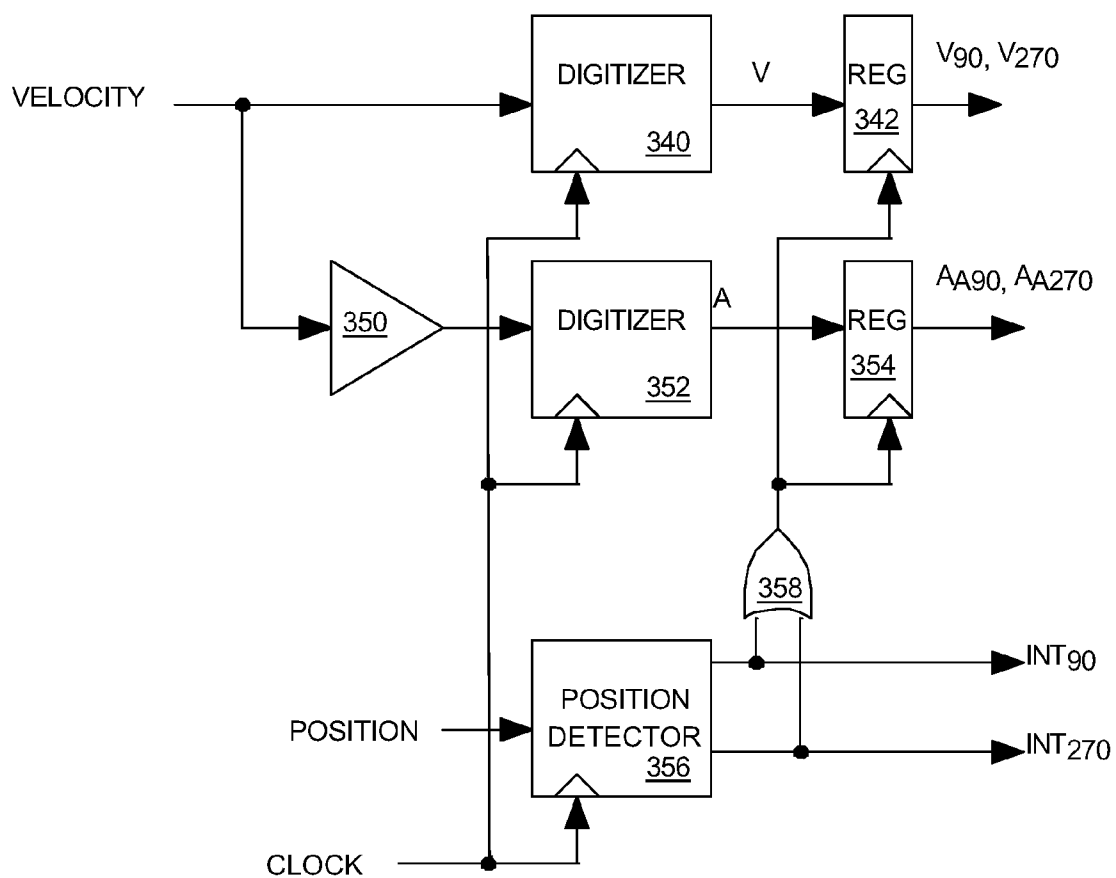 VELOCITY
DIGITIZER
340
V
REG
342
V90, V270
350
DIGITIZER
352
A
REG
354
AA90, AA270
358
POSITION
POSITION
DETECTOR
356
INT90
INT270
CLOCK